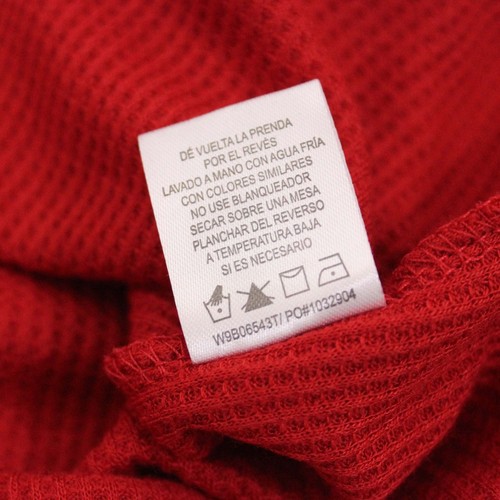 DÉ VUELTA LA PRENDA
POR EL REVÉS
LAVADO A MANO CON AGUA FRÍA
CON COLORES SIMILARES
NO USE BLANQUEADOR
SECAR SOBRE UNA MESA
PLANCHAR DEL REVERSO
A TEMPERATURA BAJA
SI ES NECESARIO
W9B06543T/ PO#1032904